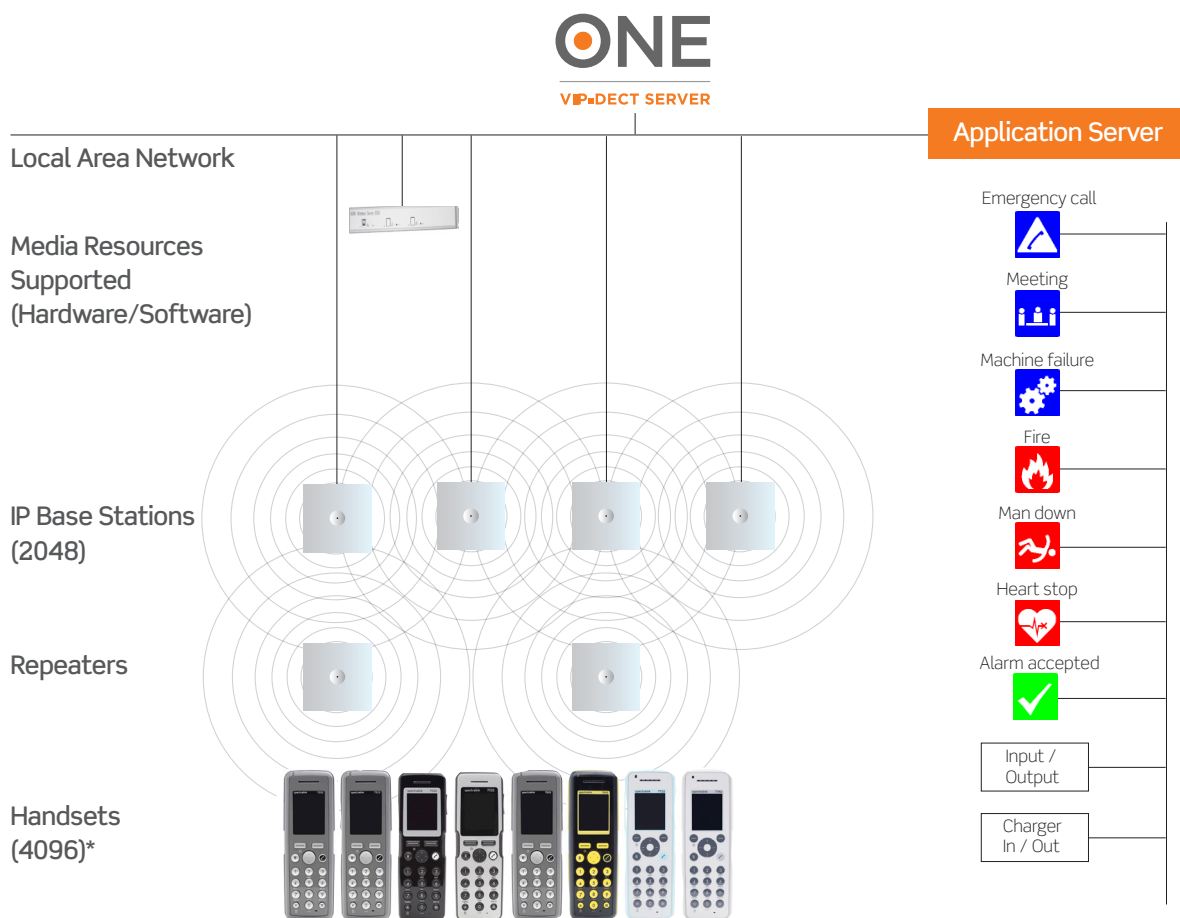 ONE
VIP-DECT SERVER
Application Server
Local Area Network
Media Resources
Supported
(Hardware/Software)
Emergency call
Meeting
Machine failure
Fire
IP Base Stations
(2048)
Man down
Heart stop
Repeaters
Alarm accepted
Input /
Output
Handsets
(4096)*
Charger
In / Out